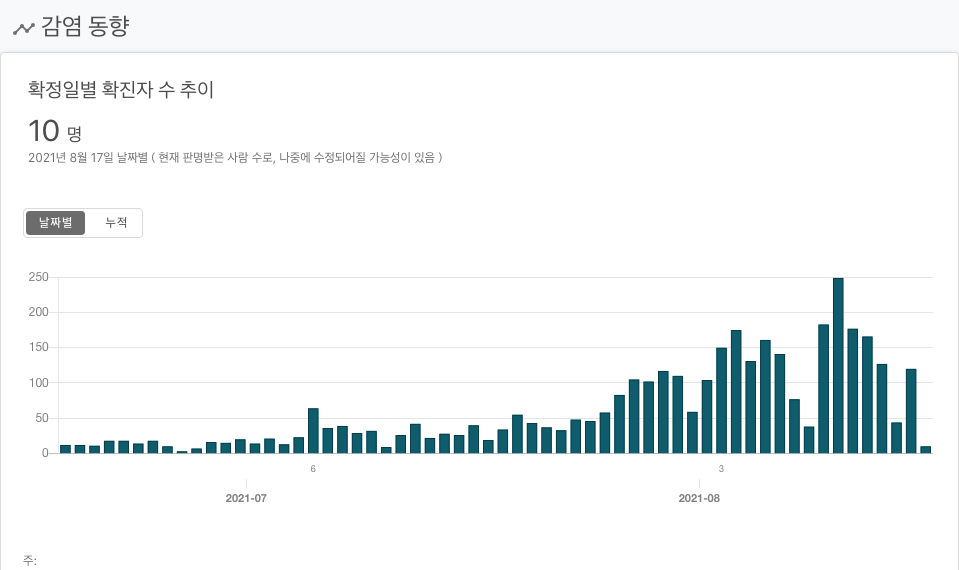 감염 동향
확정일별 확진자 수 추이
10 명
2021년 8월 17일 날짜별 ( 현재 판명받은 사람 수로, 나중에 수정되어질 가능성이 있음 )
날짜별 누적
250
200
150
100
50
0
6 3
2021-07 2021-08
주: